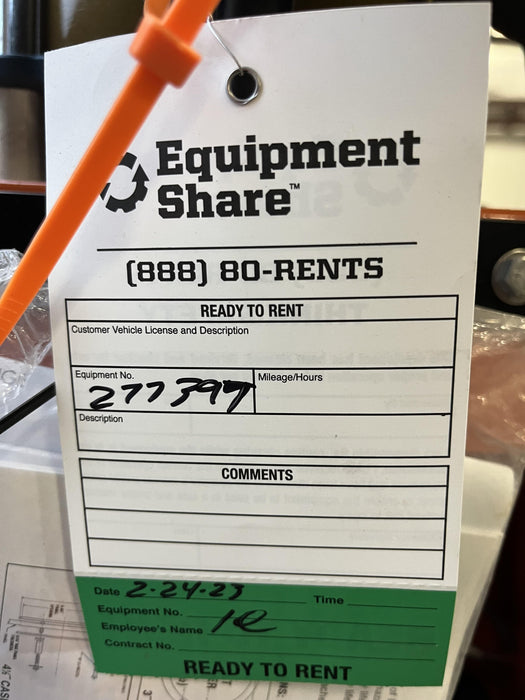 Equipment
Share™
(888) 80-RENTS
READY TO RENT
Customer Vehicle License and Description
Equipment No.
277397
Mileage/Hours
Description
COMMENTS
Date 2-24-23 Time
Equipment No.
Employee's Name
Contract No.
READY TO RENT